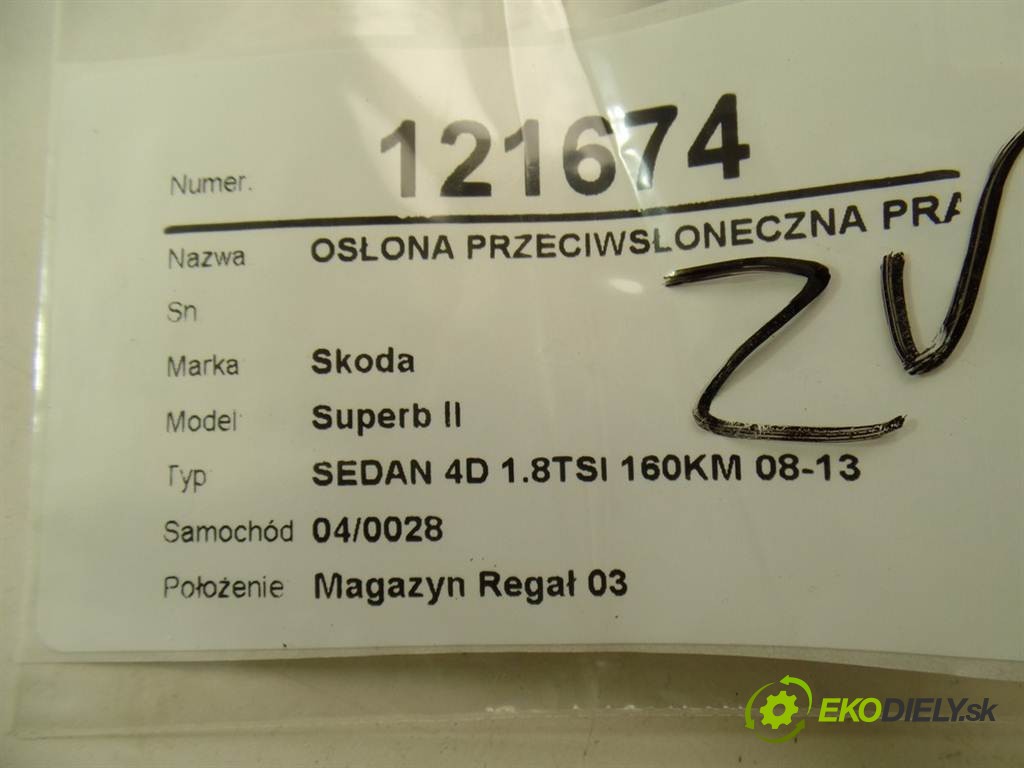 Numer. 121674
Nazwa OSŁONA PRZECIWSŁONECZNA PRA
Sn
Marka Skoda
Model Superb II
Typ SEDAN 4D 1.8TSI 160KM 08-13
Samochód 04/0028
Położenie Magazyn Regał 03
ZV
EKODIELY.sk